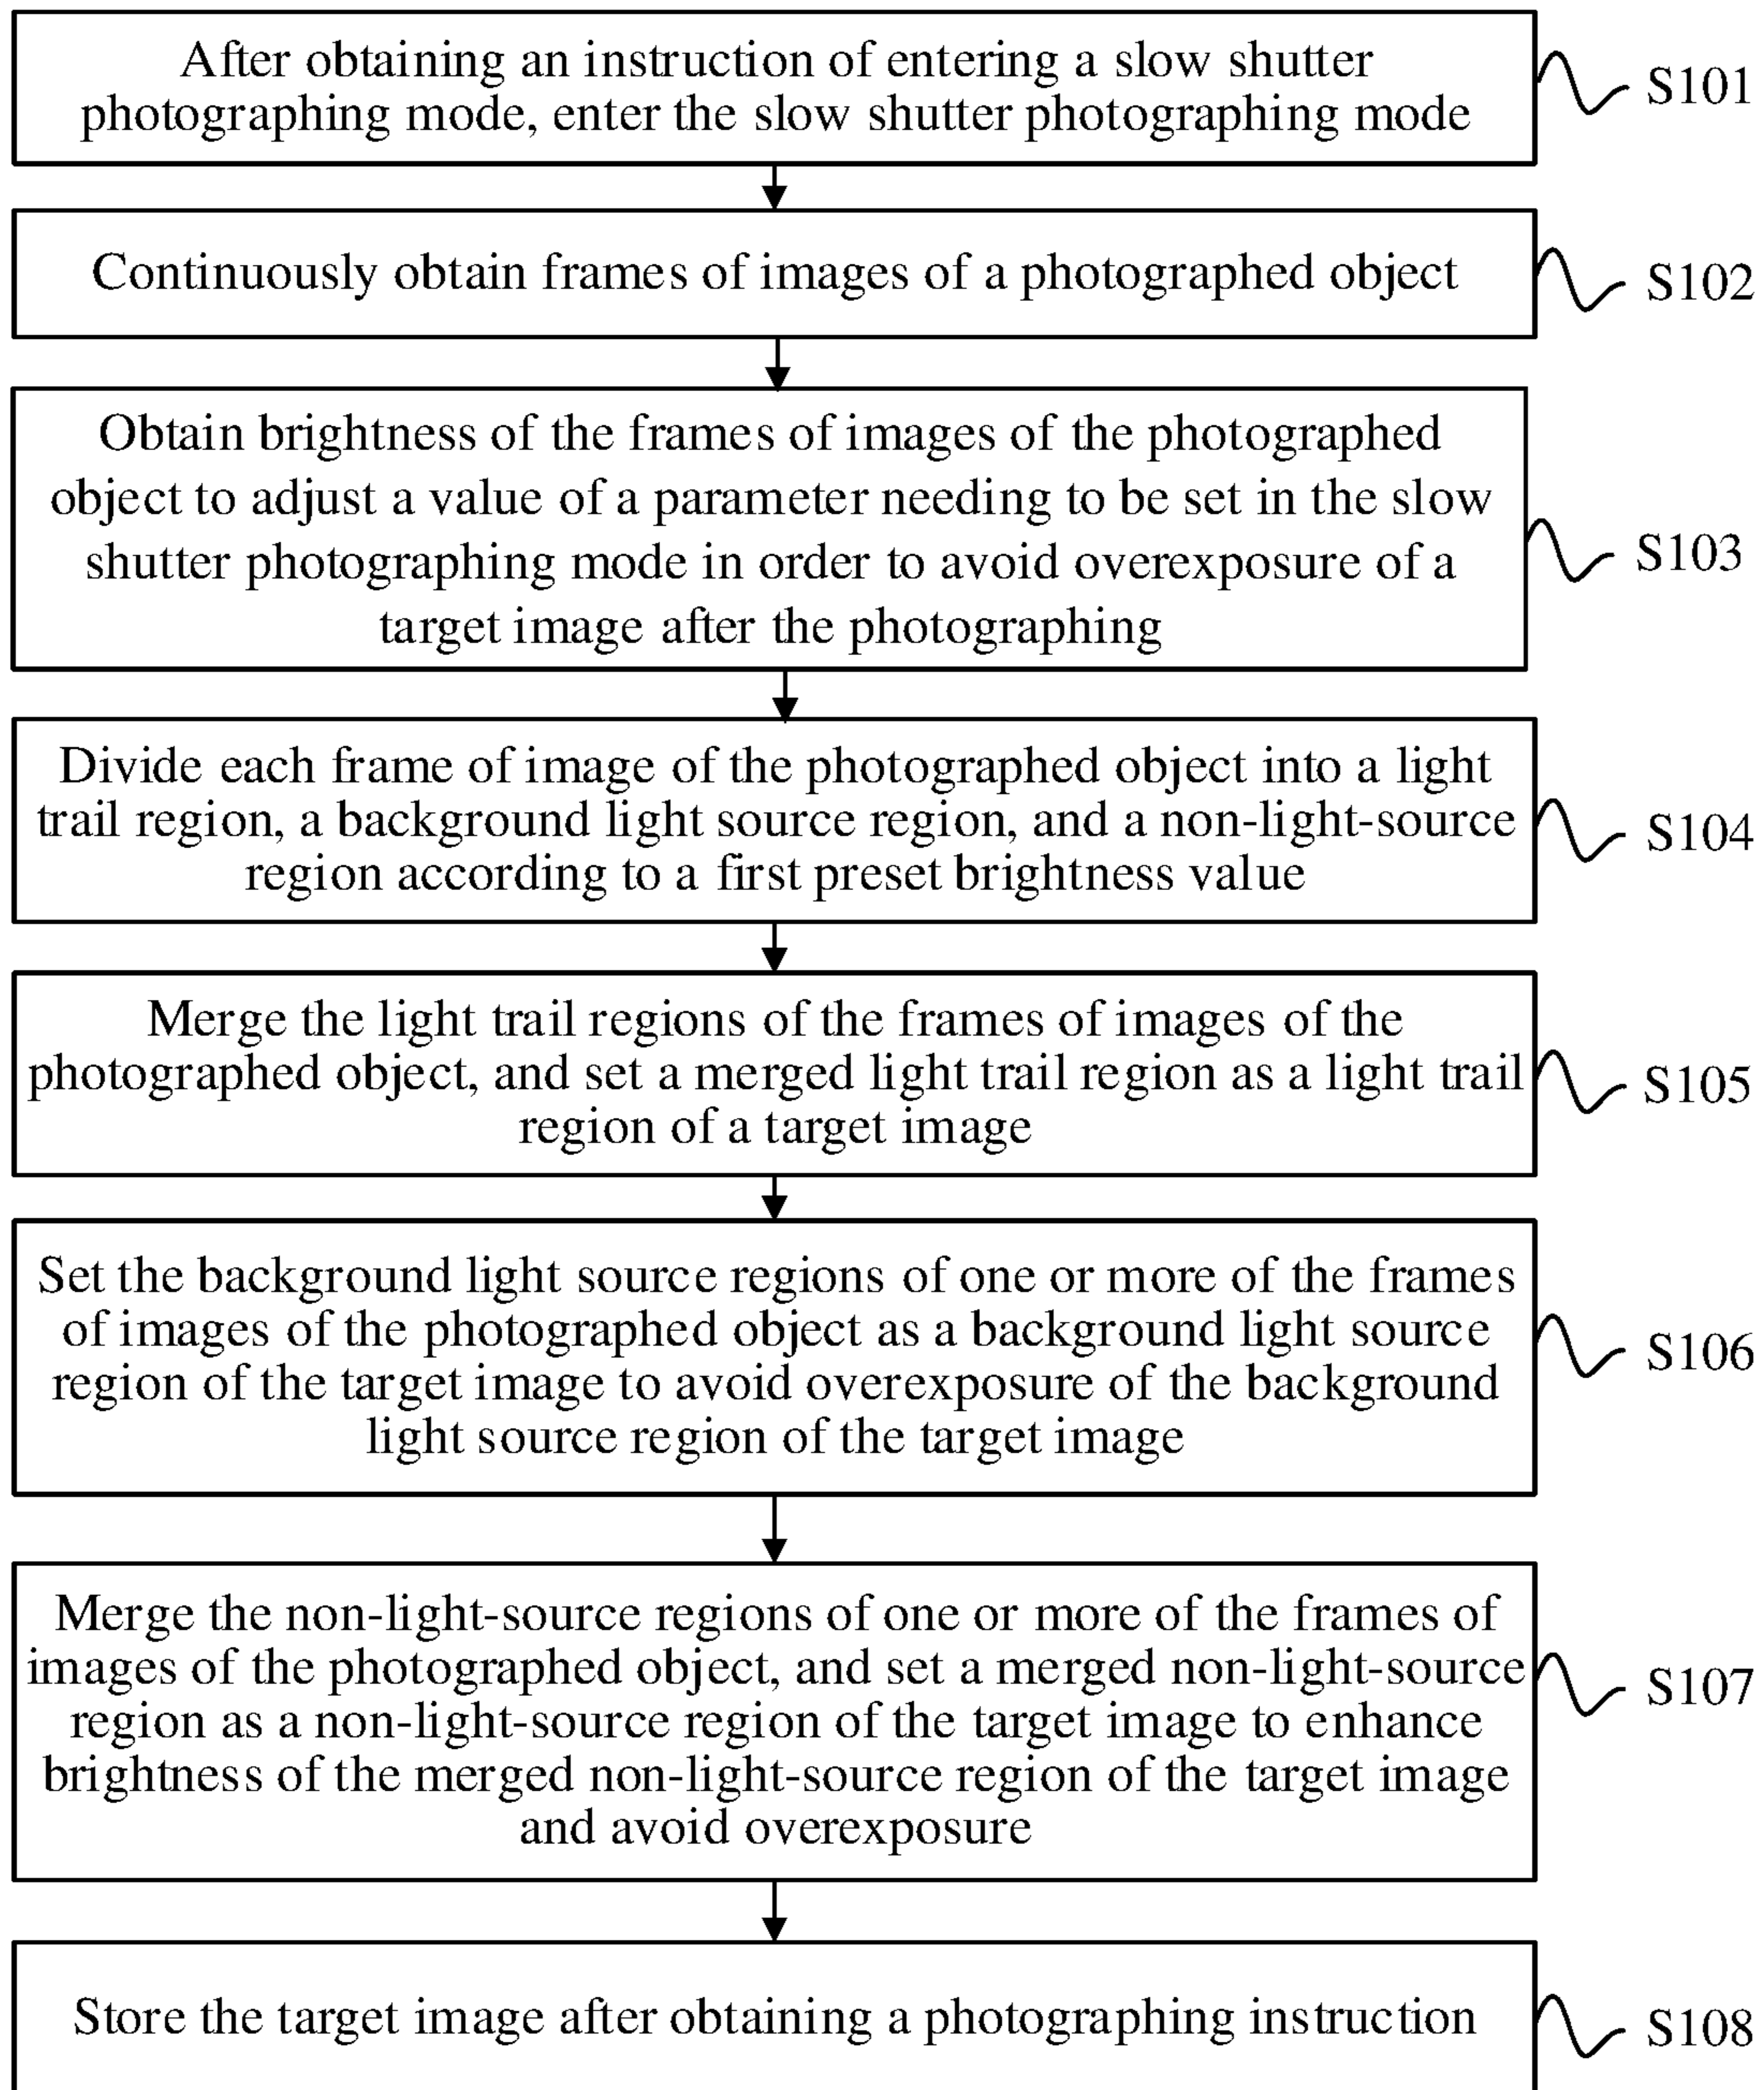 After obtaining an instruction of entering a slow shutter
photographing mode, enter the slow shutter photographing mode
S101
Continuously obtain frames of images of a photographed object
S102
Obtain brightness of the frames of images of the photographed
object to adjust a value of a parameter needing to be set in the slow
shutter photographing mode in order to avoid overexposure of a
target image after the photographing
S103
Divide each frame of image of the photographed object into a light
trail region, a background light source region, and a non-light-source
region according to a first preset brightness value
S104
Merge the light trail regions of the frames of images of the
photographed object, and set a merged light trail region as a light trail
region of a target image
S105
Set the background light source regions of one or more of the frames
of images of the photographed object as a background light source
region of the target image to avoid overexposure of the background
light source region of the target image
S106
Merge the non-light-source regions of one or more of the frames of
images of the photographed object, and set a merged non-light-source
region as a non-light-source region of the target image to enhance
brightness of the merged non-light-source region of the target image
and avoid overexposure
S107
Store the target image after obtaining a photographing instruction
S108